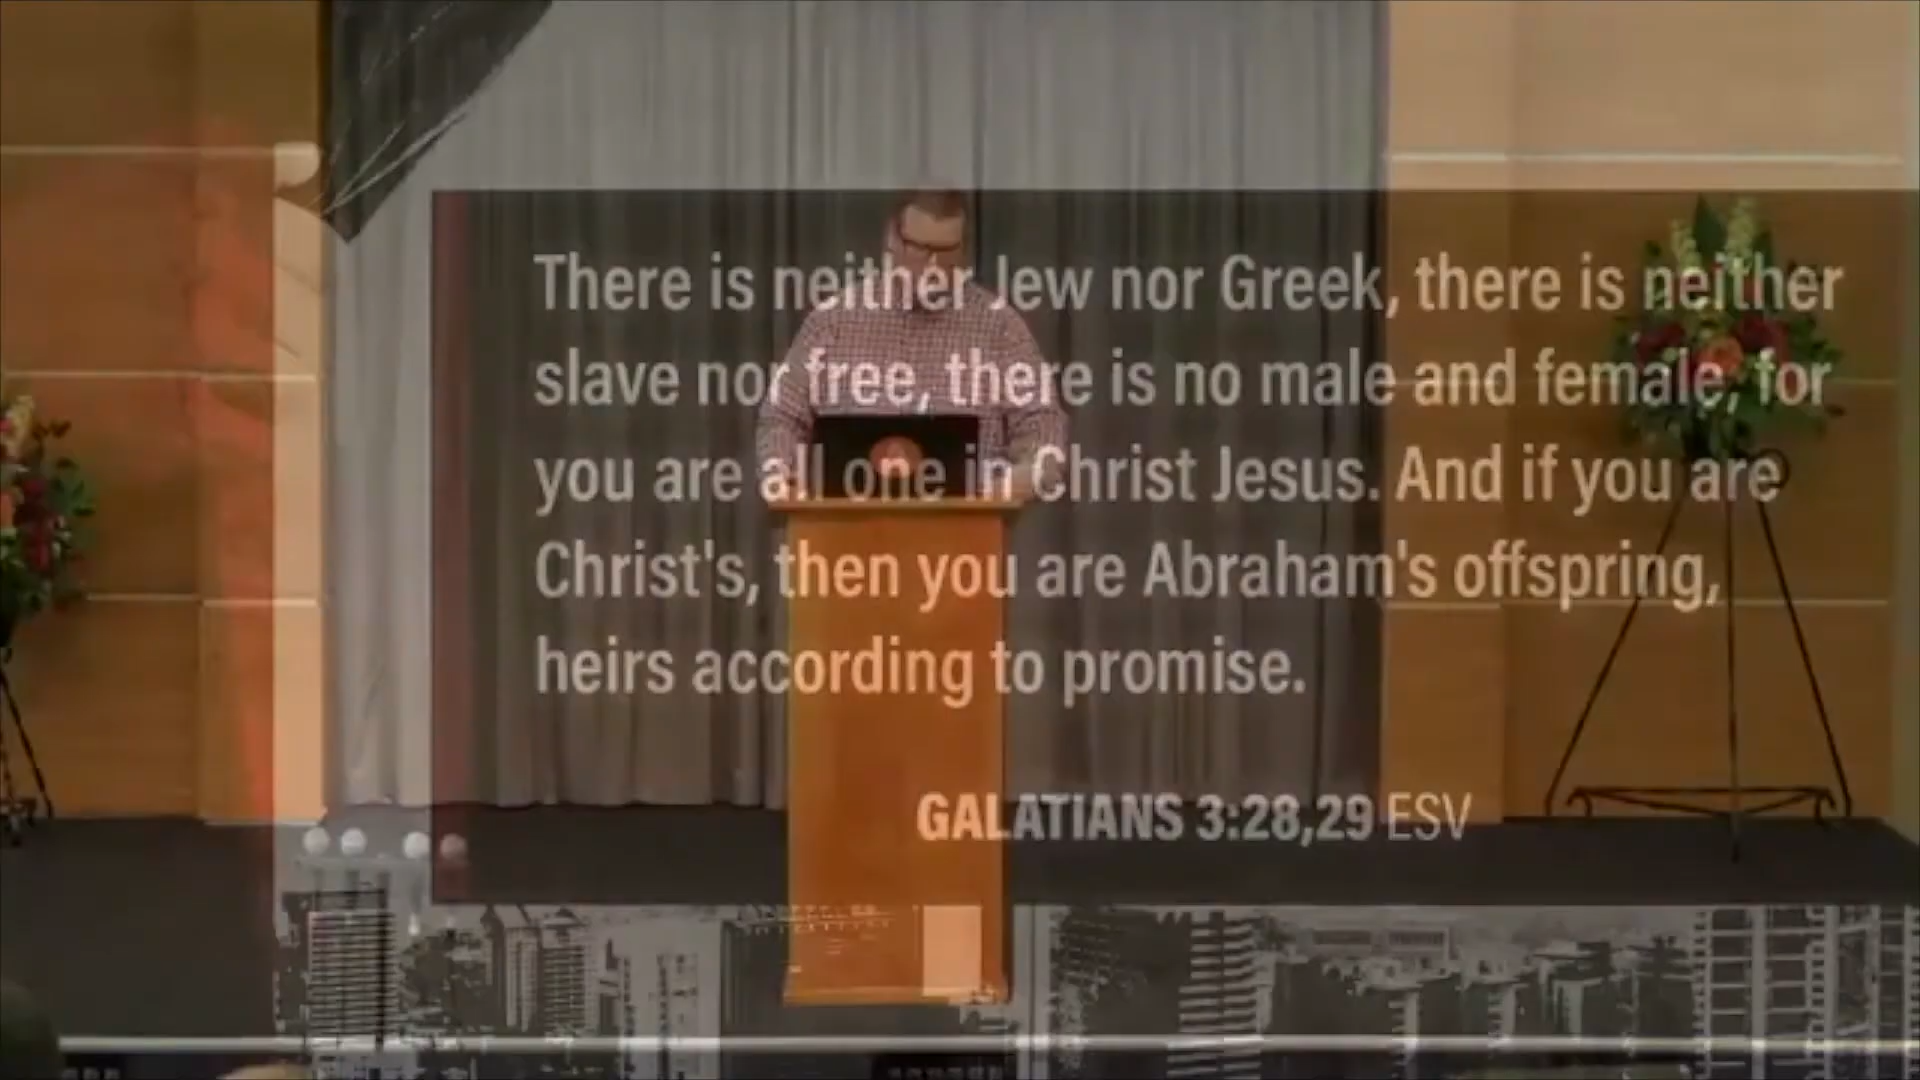 There is neither Jew nor Greek, there is neither
slave nor free, there is no male and female, for
you are all one in Christ Jesus. And if you are
Christ's, then you are Abraham's offspring,
heirs according to promise.
GALATIANS 3:28,29 ESV